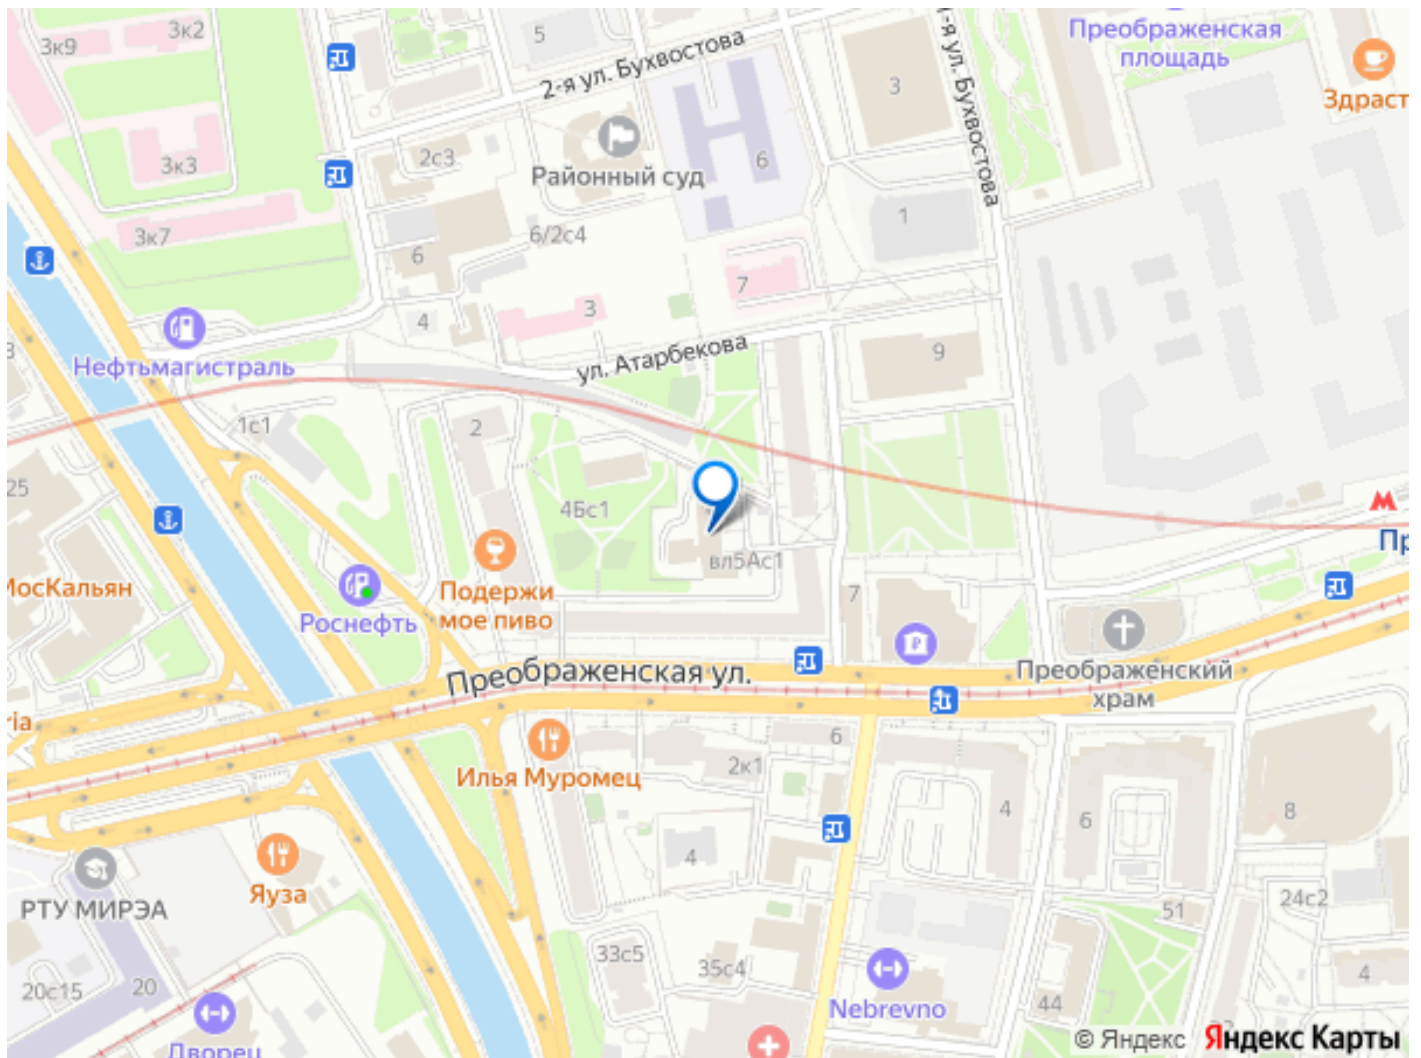 3к9
3к2
5
2-я ул. Бухвостова
1-я ул. Бухвостова
Преображенская
площадь
Здраст
3
3к3
2с3
Районный суд
6
3к7
6/2с4
1
6
7
3
4
Нефтьмагистраль
ул. Атарбекова
9
1с1
2
25
4Бс1
вл5Ас1
Пр
МосКальян
Роснефть
Подержи
мое пиво
7
Преображенская ул.
Преображенский
храм
ria
Илья Муромец
6
2к1
4
6
8
4
Яуза
РТУ МИРЭА
24с2
51
33с5
35с4
4
20с15
20
44
Nebrevno
Дворец
© Яндекс Яндекс Карты